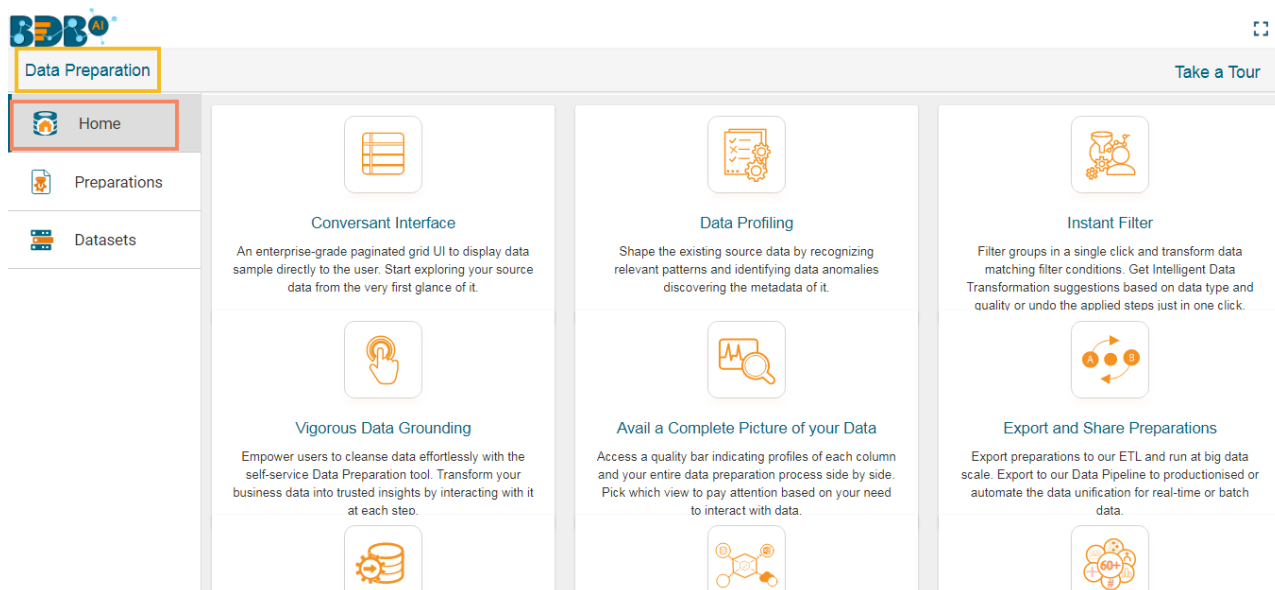 BDB AI
Data Preparation
Take a Tour
Home
Preparations
Datasets
Conversant Interface
An enterprise-grade paginated grid UI to display data
sample directly to the user. Start exploring your source
data from the very first glance of it.
Data Profiling
Shape the existing source data by recognizing
relevant patterns and identifying data anomalies
discovering the metadata of it.
Instant Filter
Filter groups in a single click and transform data
matching filter conditions. Get Intelligent Data
Transformation suggestions based on data type and
quality or undo the applied steps just in one click.
Vigorous Data Grounding
Empower users to cleanse data effortlessly with the
self-service Data Preparation tool. Transform your
business data into trusted insights by interacting with it
at each step.
Avail a Complete Picture of your Data
Access a quality bar indicating profiles of each column
and your entire data preparation process side by side.
Pick which view to pay attention based on your need
to interact with data.
A B
Export and Share Preparations
Export preparations to our ETL and run at big data
scale. Export to our Data Pipeline to productionised or
automate the data unification for real-time or batch
data.
60+
#